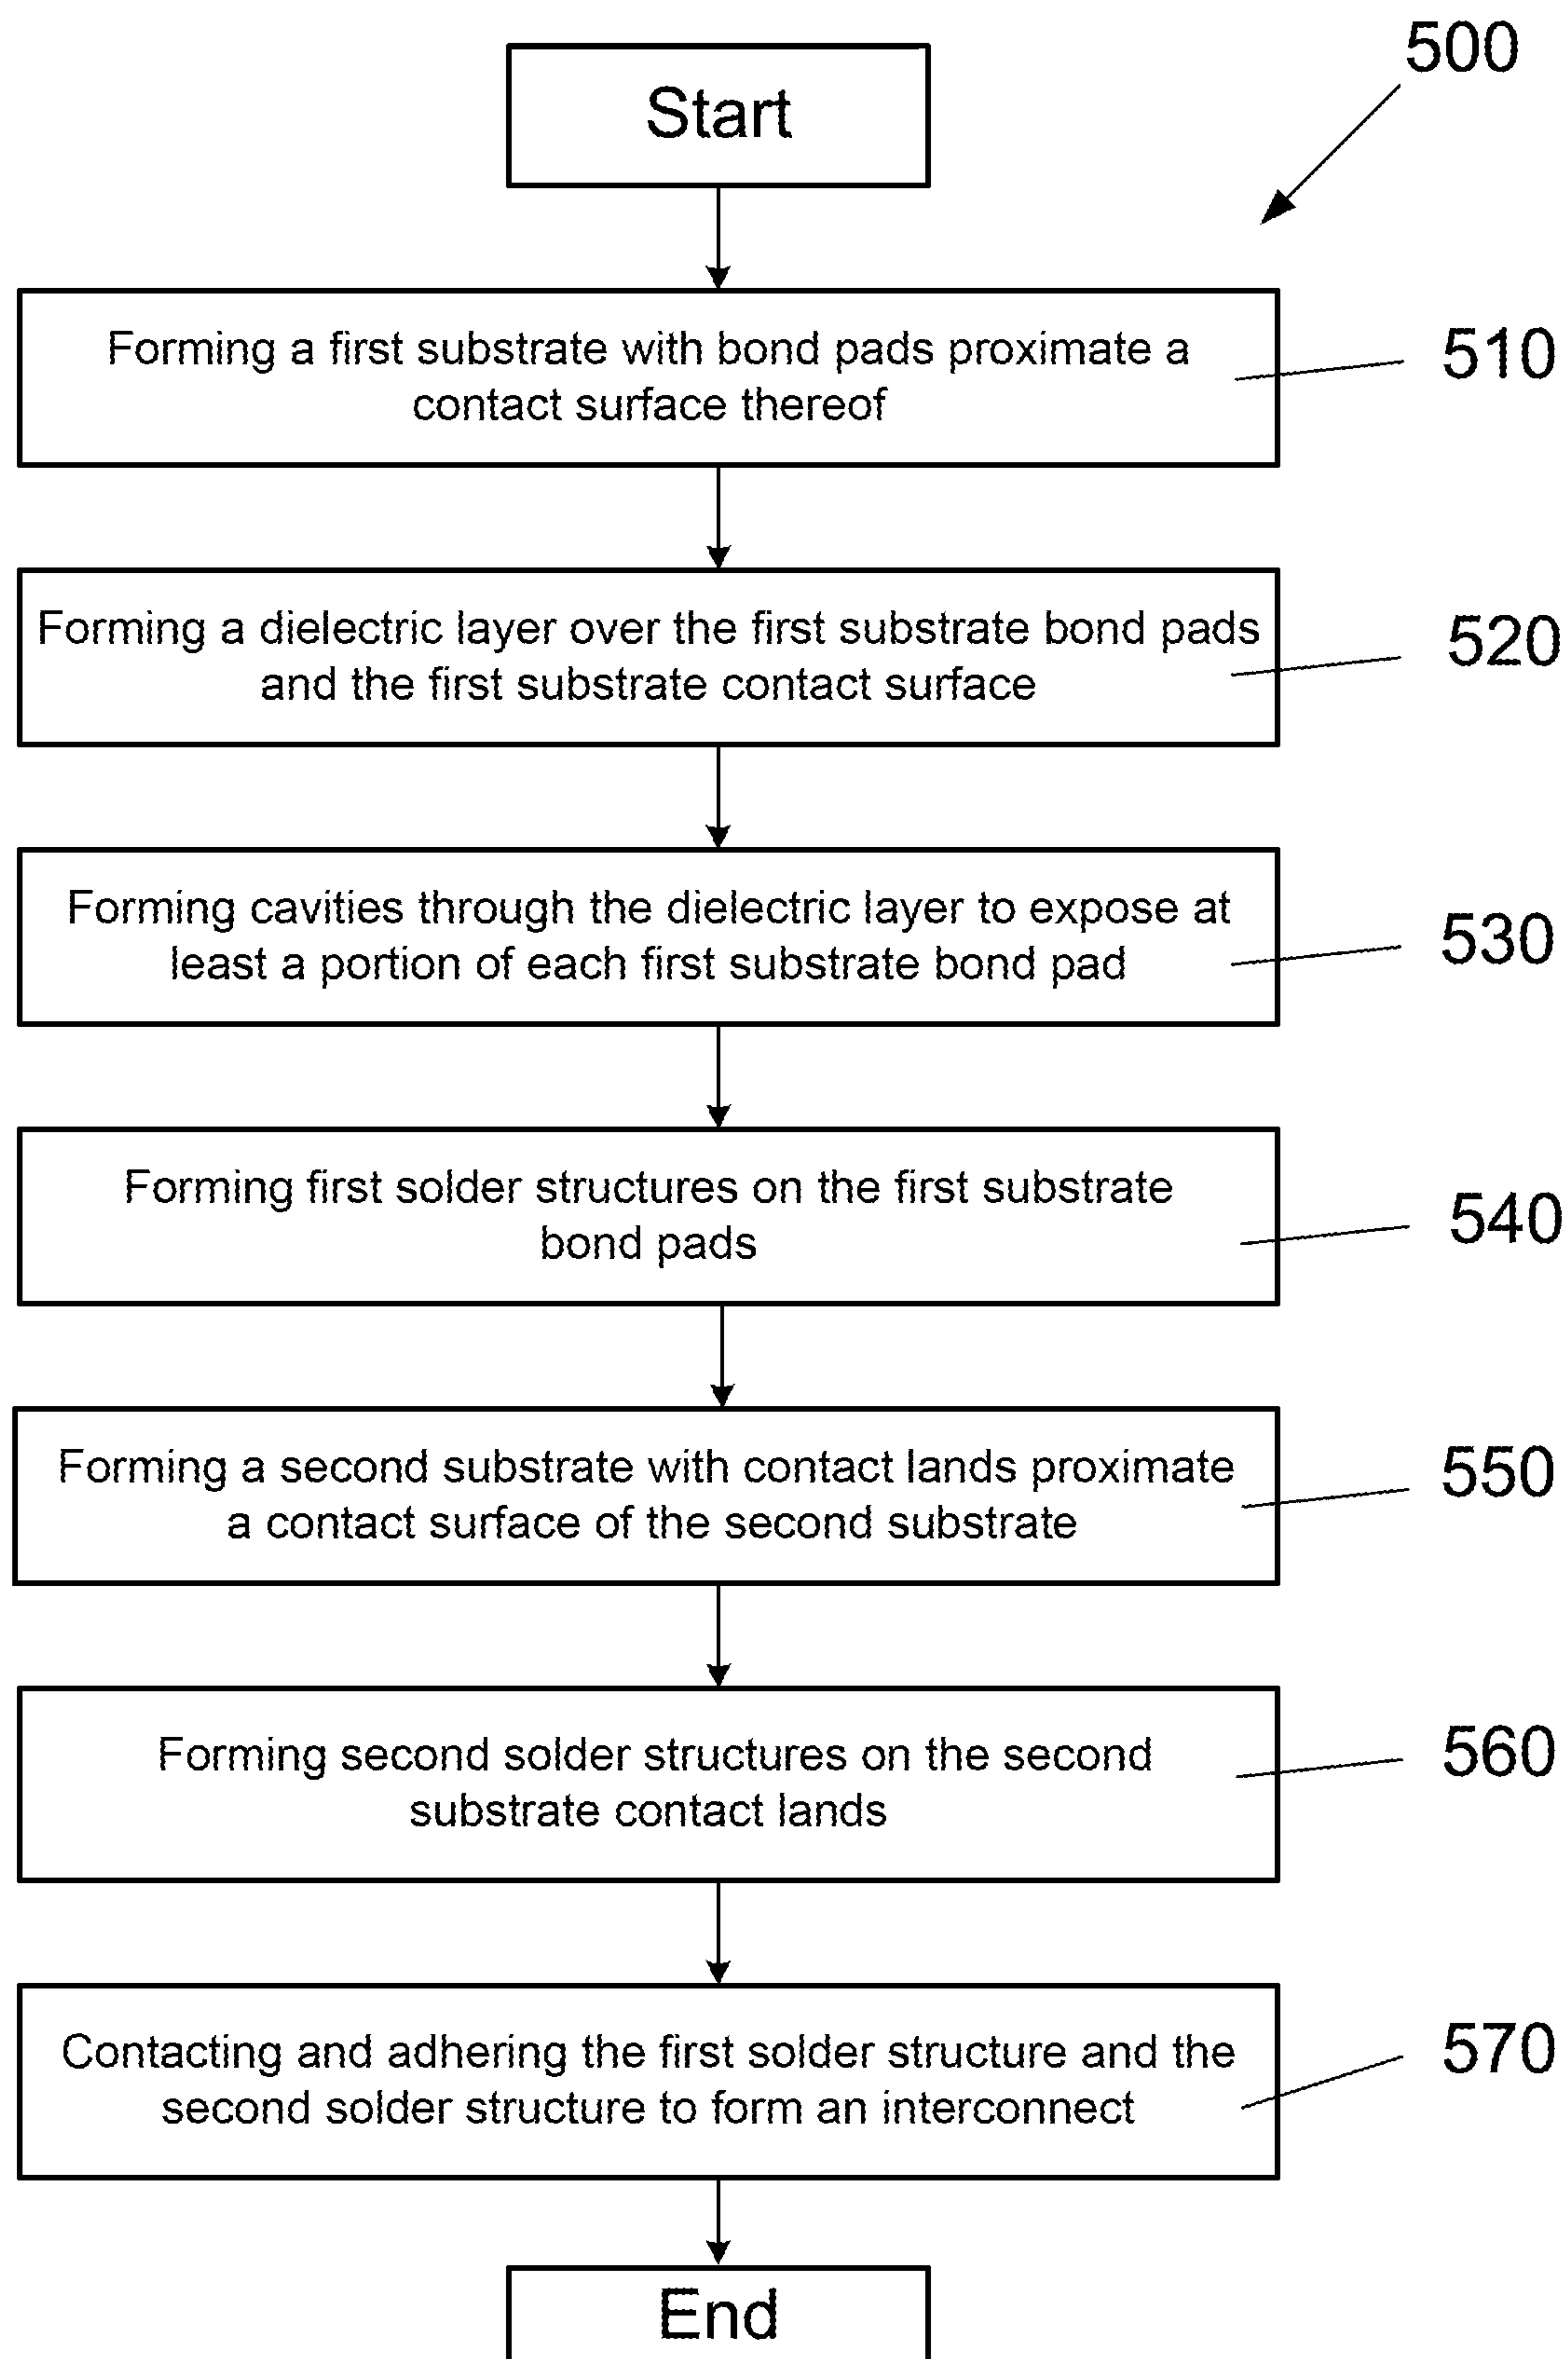 500
Start
Forming a first substrate with bond pads proximate a
contact surface thereof
510
Forming a dielectric layer over the first substrate bond pads
and the first substrate contact surface
520
Forming cavities through the dielectric layer to expose at
least a portion of each first substrate bond pad
530
Forming first solder structures on the first substrate
bond pads
540
Forming a second substrate with contact lands proximate
a contact surface of the second substrate
550
Forming second solder structures on the second
substrate contact lands
560
Contacting and adhering the first solder structure and the
second solder structure to form an interconnect
570
End